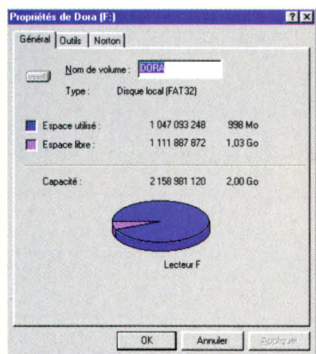 Propriétés de Dora (F:)
Général Outils Norton
Nom de volume : DORA
Type : Disque local (FAT32)
Espace utilisé : 1 047 093 248 998 Mo
Espace libre : 1 111 887 872 1,03 Go
Capacité : 2 158 981 120 2,00 Go
Lecteur F
OK Annuler Appliquer